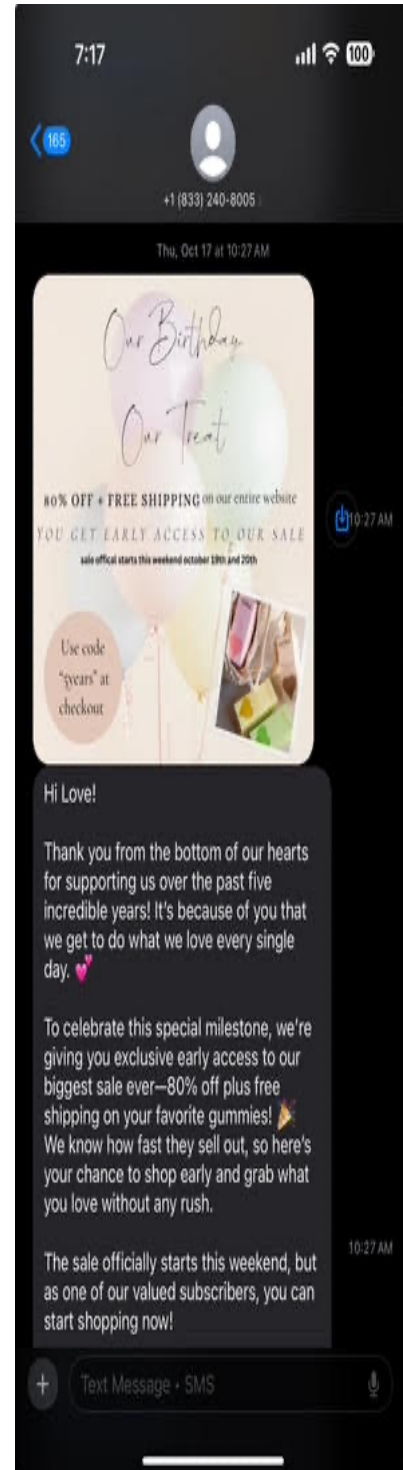 7:17
100
165
+1 (833) 240-8005
Thu, Oct 17 at 10:27 AM
Our Birthday
Our Treat
80% OFF + FREE SHIPPING on our entire website
YOU GET EARLY ACCESS TO OUR SALE
sale offical starts this weekend october 19th and 20th
10:27 AM
Use code
"5years" at
checkout
Hi Love!
Thank you from the bottom of our hearts
for supporting us over the past five
incredible years! It's because of you that
we get to do what we love every single
day. 💕
To celebrate this special milestone, we're
giving you exclusive early access to our
biggest sale ever—80% off plus free
shipping on your favorite gummies! 🎉
We know how fast they sell out, so here's
your chance to shop early and grab what
you love without any rush.
10:27 AM
The sale officially starts this weekend, but
as one of our valued subscribers, you can
start shopping now!
Text Message • SMS